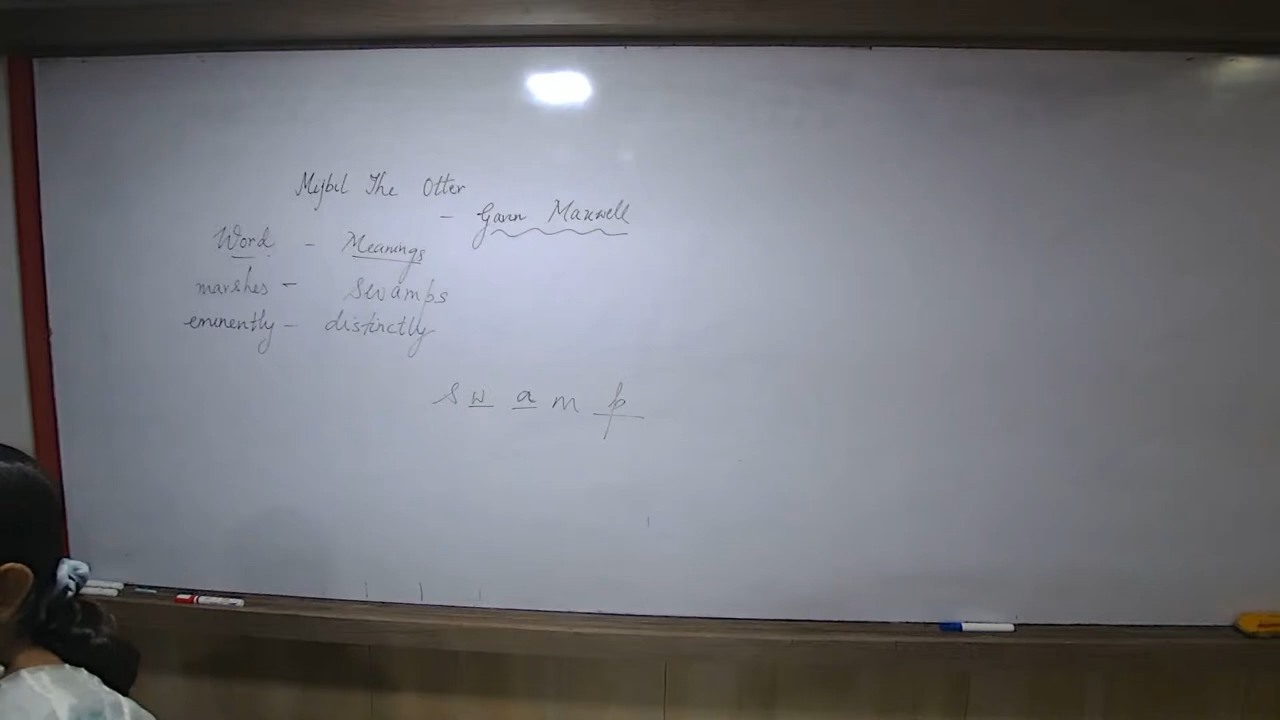 Mijbil The Otter
- Gavin Maxwell
Word - Meanings
marshes - swamps
eminently - distinctly
s w a m p